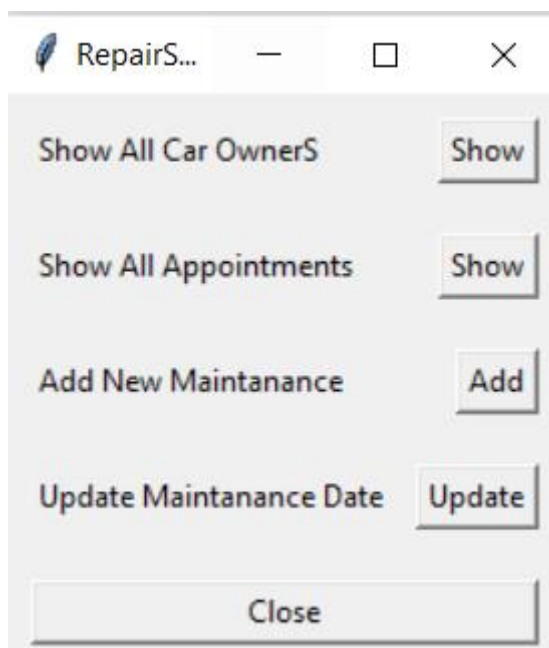 RepairS...
Show All Car OwnerS Show
Show All Appointments Show
Add New Maintanance Add
Update Maintanance Date Update
Close